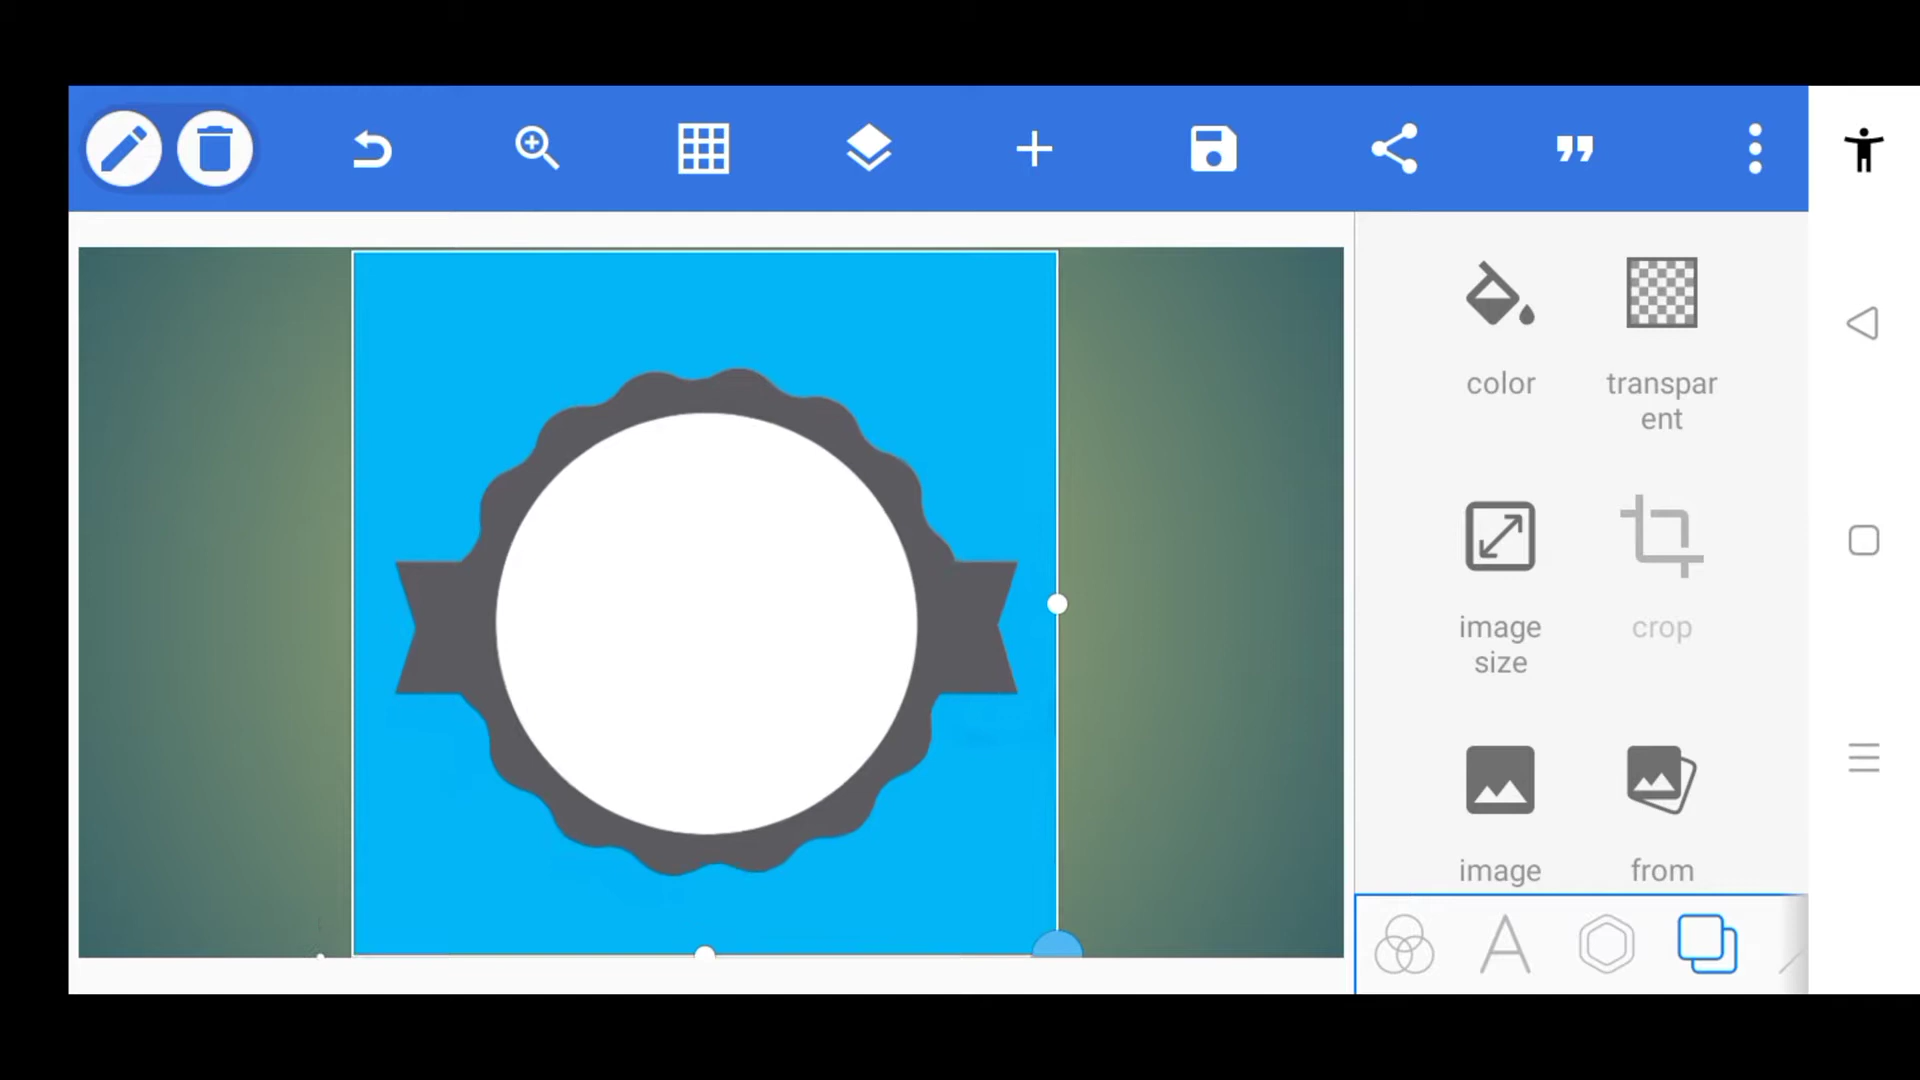 color
transpar
ent
image
size
crop
image
from